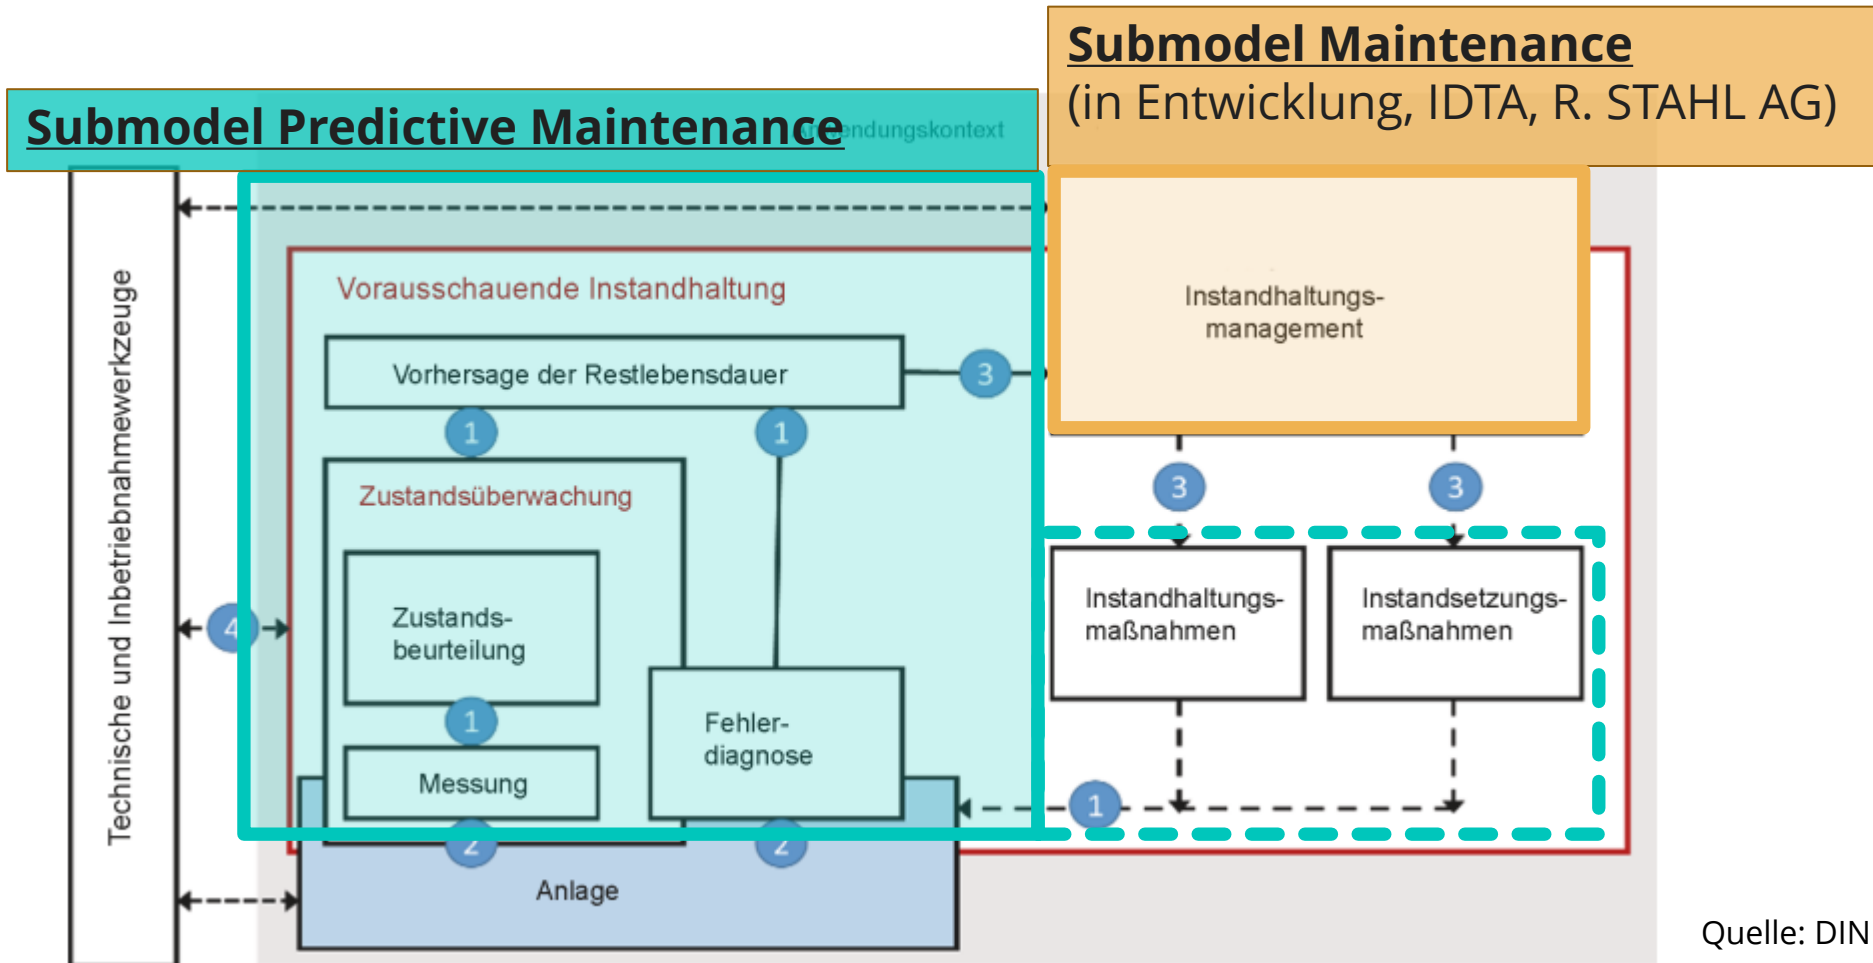 Submodel Maintenance
(in Entwicklung, IDTA, R. STAHL AG)
Submodel Predictive Maintenance
Anwendungskontext
Technische und Inbetriebnahmewerkzeuge
Vorausschauende Instandhaltung
Instandhaltungs-
management
Vorhersage der Restlebensdauer
3
1
1
Zustandsüberwachung
3
3
Zustands-
beurteilung
4
Instandhaltungs-
maßnahmen
Instandsetzungs-
maßnahmen
1
Fehler-
diagnose
Messung
1
2
2
Anlage
Quelle: DIN